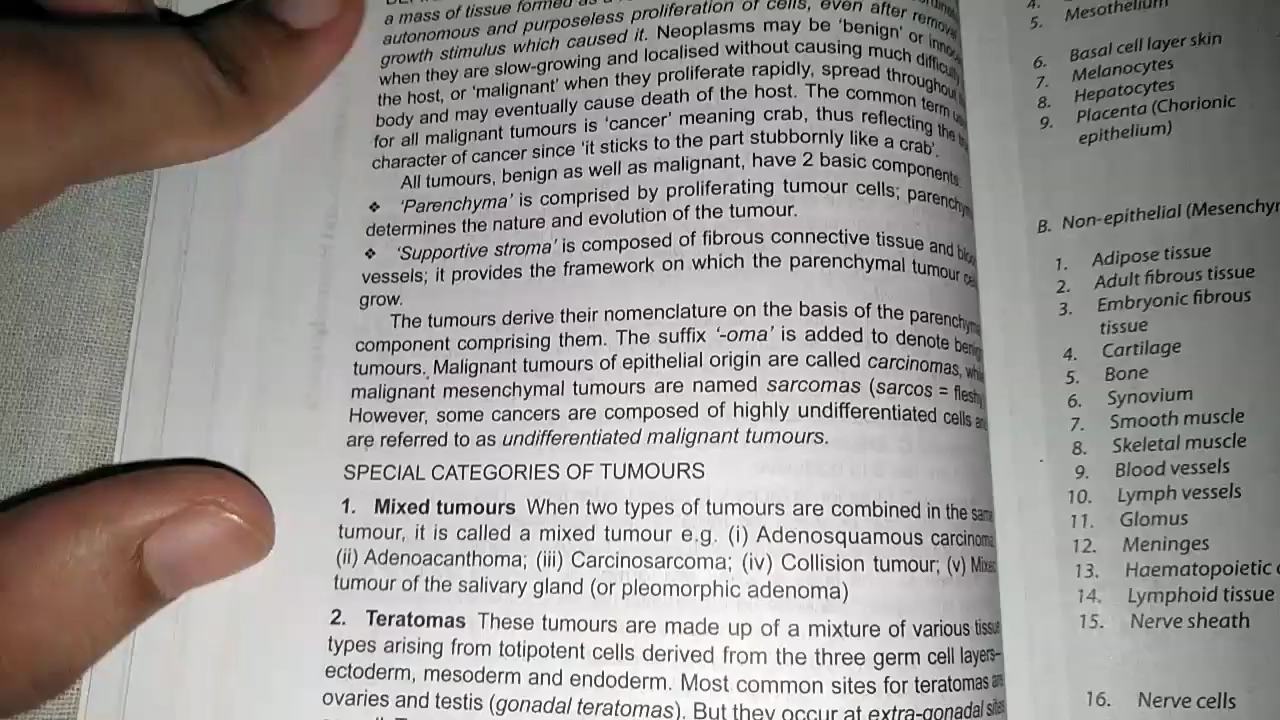 a mass of tissue formed as a
autonomous and purposeless proliferation of cells, even after
growth stimulus which caused it. Neoplasms may be 'benign' or
when they are slow-growing and localised without causing much
the host, or 'malignant' when they proliferate rapidly, spread throughout
body and may eventually cause death of the host. The common term
for all malignant tumours is 'cancer' meaning crab, thus reflecting the
character of cancer since 'it sticks to the part stubbornly like a crab'.
All tumours, benign as well as malignant, have 2 basic components.
❖ 'Parenchyma' is comprised by proliferating tumour cells;
determines the nature and evolution of the tumour.
❖ 'Supportive stroma' is composed of fibrous connective tissue and
vessels; it provides the framework on which the parenchymal tumour
grow.
The tumours derive their nomenclature on the basis of the
component comprising them. The suffix '-oma' is added to denote
tumours. Malignant tumours of epithelial origin are called carcinomas,
malignant mesenchymal tumours are named sarcomas (sarcos =
However, some cancers are composed of highly undifferentiated cells
are referred to as undifferentiated malignant tumours.
SPECIAL CATEGORIES OF TUMOURS
1. Mixed tumours When two types of tumours are combined in the same
tumour, it is called a mixed tumour e.g. (i) Adenosquamous carcinoma
(ii) Adenoacanthoma; (iii) Carcinosarcoma; (iv) Collision tumour; (v) Mixed
tumour of the salivary gland (or pleomorphic adenoma)
2. Teratomas These tumours are made up of a mixture of various tissue
types arising from totipotent cells derived from the three germ cell layers–
ectoderm, mesoderm and endoderm. Most common sites for teratomas are
ovaries and testis (gonadal teratomas). But they occur at extra-gonadal sites
4.
5. Mesothelium
6. Basal cell layer skin
7. Melanocytes
8. Hepatocytes
9. Placenta (Chorionic
epithelium)
B. Non-epithelial
1. Adipose tissue
2. Adult fibrous tissue
3. Embryonic fibrous
tissue
4. Cartilage
5. Bone
6. Synovium
7. Smooth muscle
8. Skeletal muscle
9. Blood vessels
10. Lymph vessels
11. Glomus
12. Meninges
13. Haematopoietic
14. Lymphoid tissue
15. Nerve sheath
16. Nerve cells